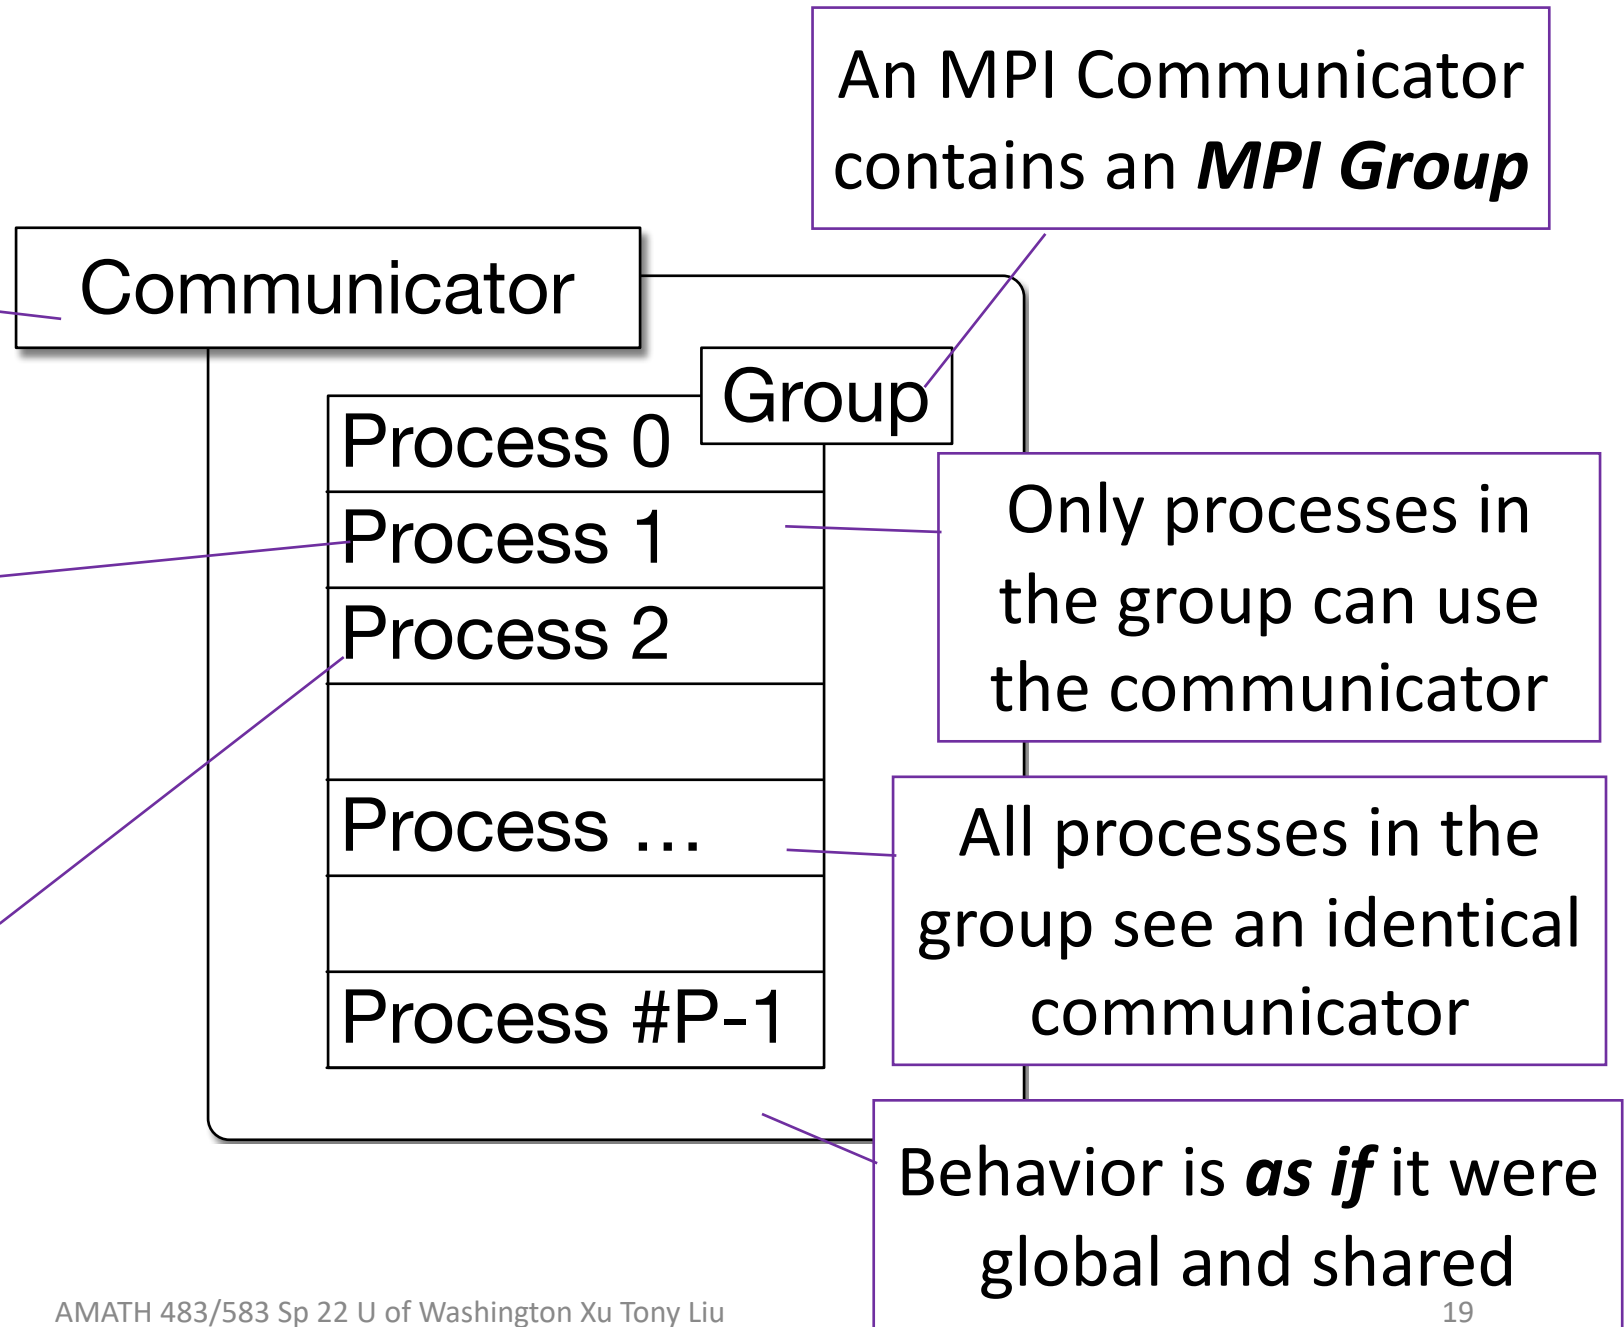 An MPI Communicator
contains an MPI Group
Communicator
Group
Process 0
Process 1
Process 2
Process ...
Process #P-1
Only processes in
the group can use
the communicator
All processes in the
group see an identical
communicator
Behavior is as if it were
global and shared
AMATH 483/583 Sp 22 U of Washington Xu Tony Liu
19